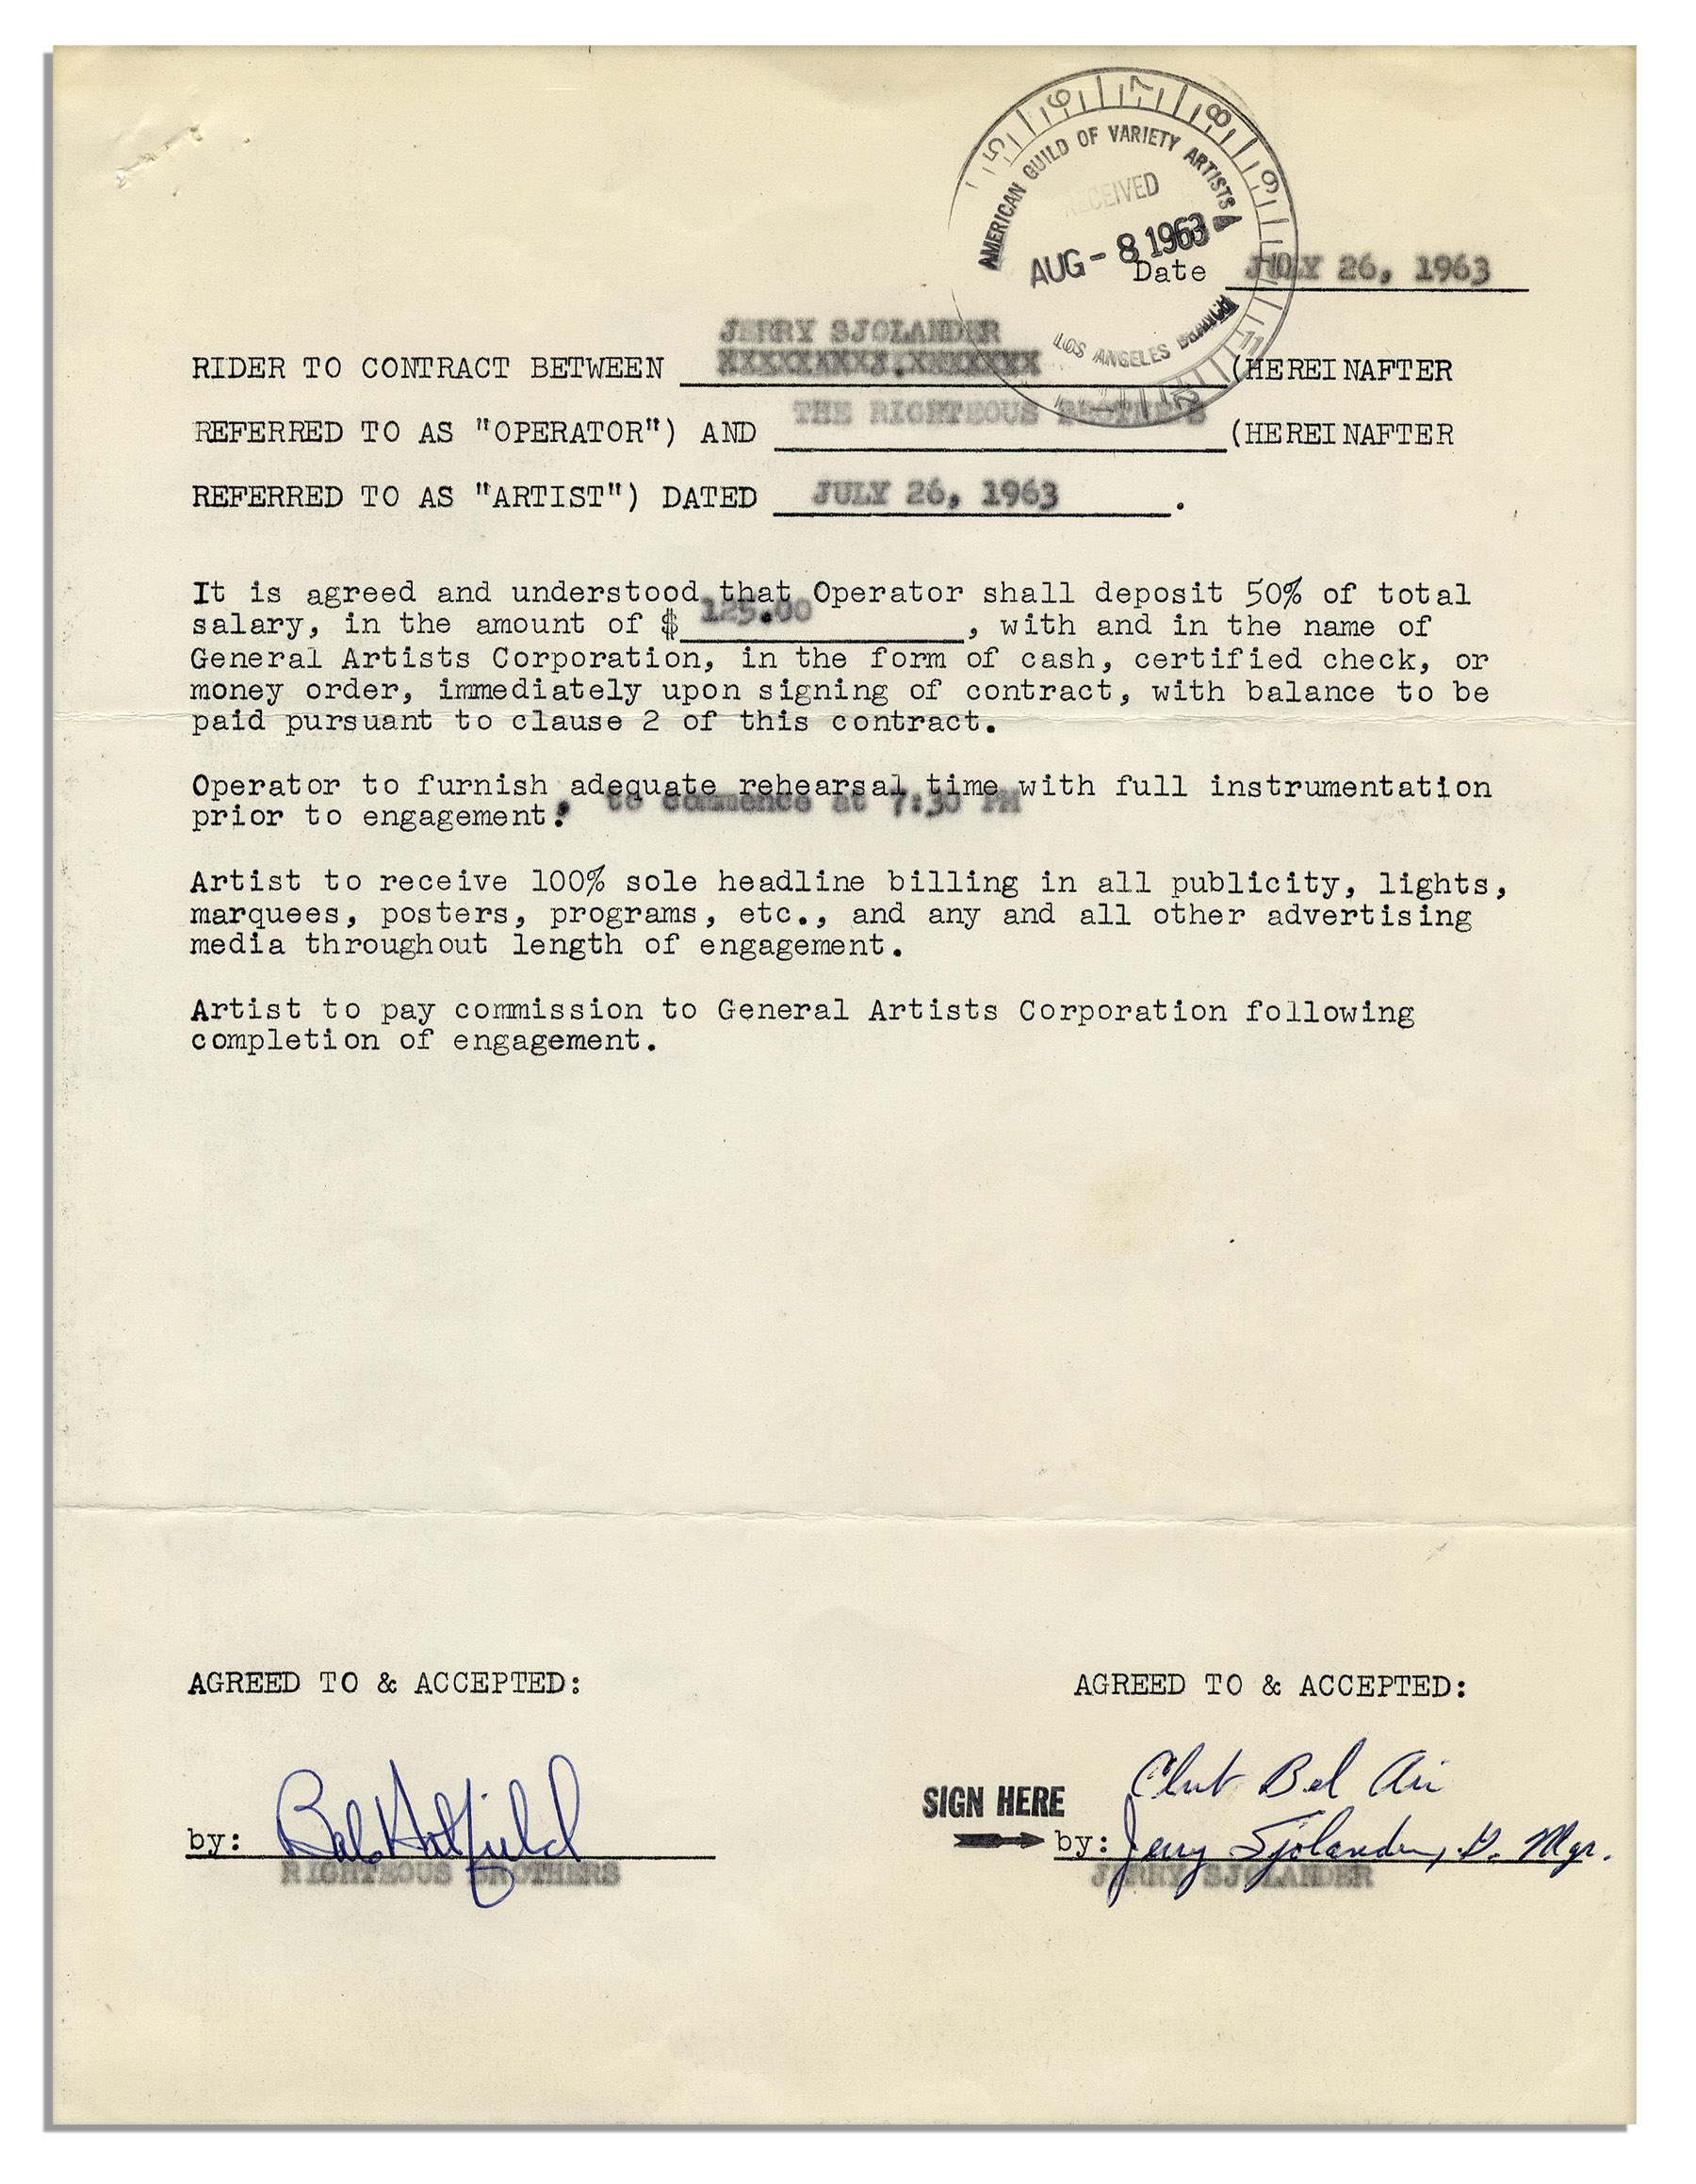 5 6 7 8 9 10 11 12
AMERICAN GUILD OF VARIETY ARTISTS
RECEIVED
AUG - 8 1963
LOS ANGELES BRANCH
Date JULY 26, 1963
JERRY SJOLANDER
RIDER TO CONTRACT BETWEEN (HEREINAFTER
THE RIGHTEOUS BROTHERS
REFERRED TO AS "OPERATOR") AND (HEREINAFTER
REFERRED TO AS "ARTIST") DATED JULY 26, 1963.
It is agreed and understood that Operator shall deposit 50% of total
salary, in the amount of $ 125.00, with and in the name of
General Artists Corporation, in the form of cash, certified check, or
money order, immediately upon signing of contract, with balance to be
paid pursuant to clause 2 of this contract.
Operator to furnish adequate rehearsal time with full instrumentation
prior to engagement. to commence at 7:30 PM
Artist to receive 100% sole headline billing in all publicity, lights,
marquees, posters, programs, etc., and any and all other advertising
media throughout length of engagement.
Artist to pay commission to General Artists Corporation following
completion of engagement.
AGREED TO & ACCEPTED: AGREED TO & ACCEPTED:
Club Bel Air
SIGN HERE
by: Bob Hatfield by: Jerry Sjolander, G. Mgr.
RIGHTEOUS BROTHERS JERRY SJOLANDER